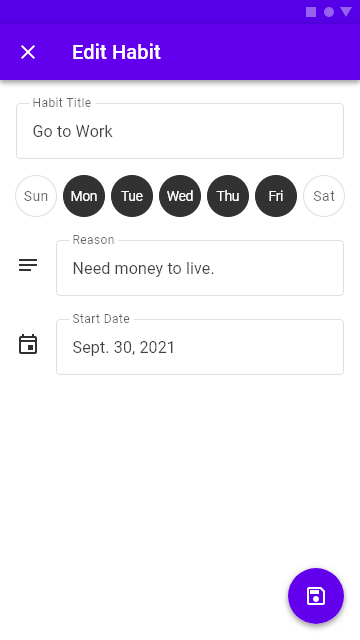 Edit Habit
Habit Title
Go to Work
Sun Mon Tue Wed Thu Fri Sat
Reason
Need money to live.
Start Date
Sept. 30, 2021